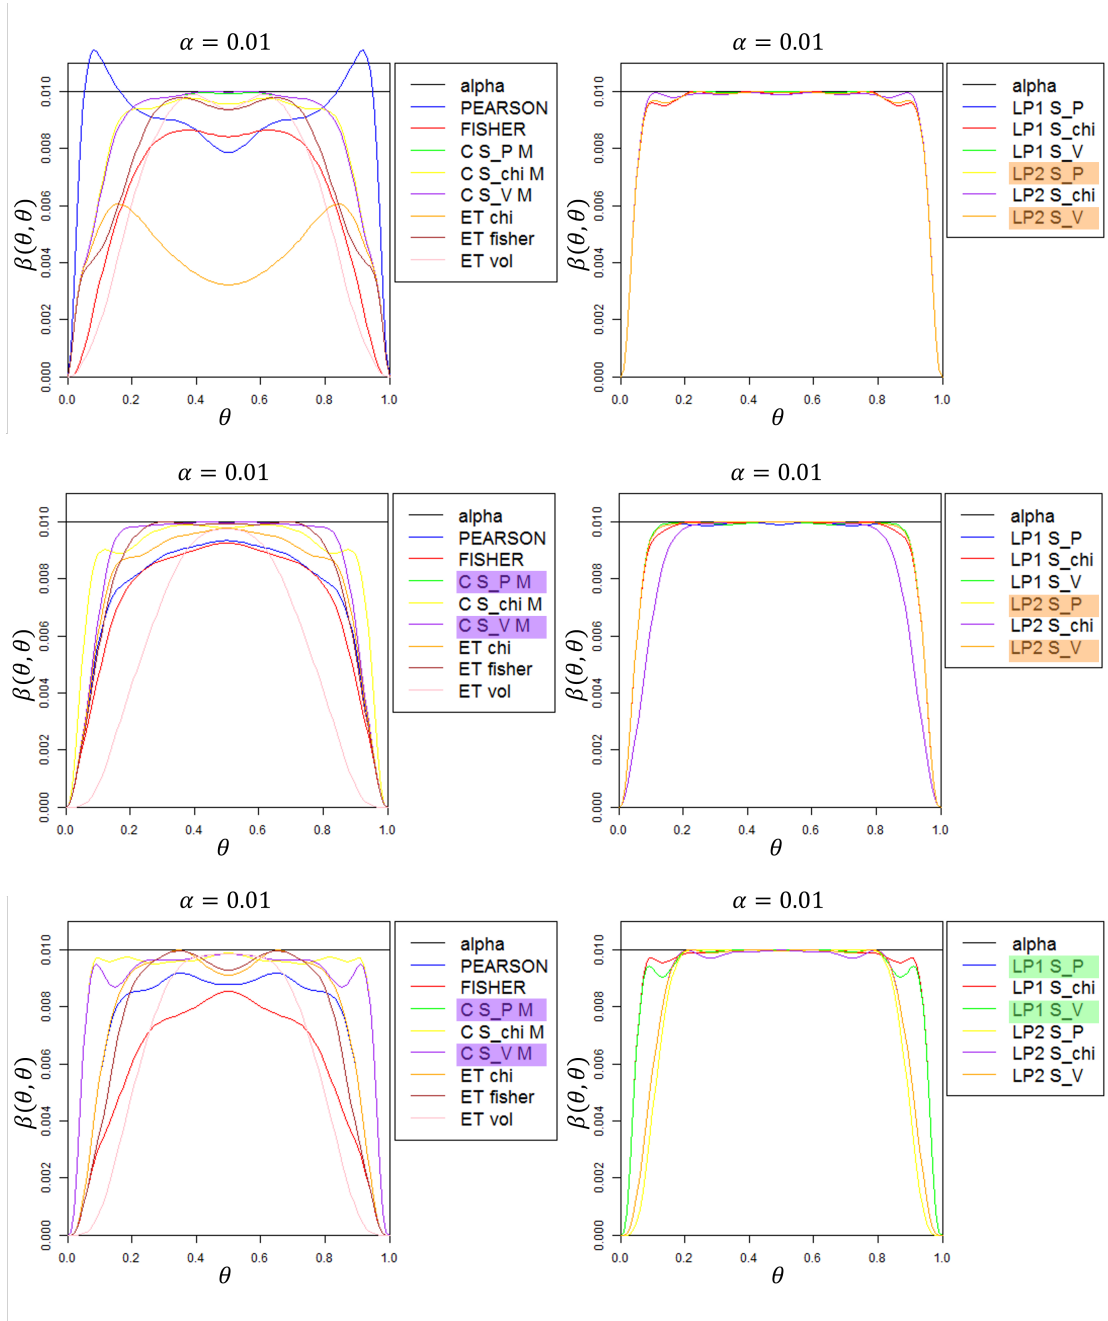 α = 0.01
β(θ, θ)
0.000
0.002
0.004
0.006
0.008
0.010
0.0
0.2
0.4
0.6
0.8
1.0
θ
alpha
PEARSON
FISHER
C S_P M
C S_chi M
C S_V M
ET chi
ET fisher
ET vol
α = 0.01
β(θ, θ)
0.000
0.002
0.004
0.006
0.008
0.010
0.0
0.2
0.4
0.6
0.8
1.0
θ
alpha
LP1 S_P
LP1 S_chi
LP1 S_V
LP2 S_P
LP2 S_chi
LP2 S_V
α = 0.01
β(θ, θ)
0.000
0.002
0.004
0.006
0.008
0.010
0.0
0.2
0.4
0.6
0.8
1.0
θ
alpha
PEARSON
FISHER
C S_P M
C S_chi M
C S_V M
ET chi
ET fisher
ET vol
α = 0.01
β(θ, θ)
0.000
0.002
0.004
0.006
0.008
0.010
0.0
0.2
0.4
0.6
0.8
1.0
θ
alpha
LP1 S_P
LP1 S_chi
LP1 S_V
LP2 S_P
LP2 S_chi
LP2 S_V
α = 0.01
β(θ, θ)
0.000
0.002
0.004
0.006
0.008
0.010
0.0
0.2
0.4
0.6
0.8
1.0
θ
alpha
PEARSON
FISHER
C S_P M
C S_chi M
C S_V M
ET chi
ET fisher
ET vol
α = 0.01
β(θ, θ)
0.000
0.002
0.004
0.006
0.008
0.010
0.0
0.2
0.4
0.6
0.8
1.0
θ
alpha
LP1 S_P
LP1 S_chi
LP1 S_V
LP2 S_P
LP2 S_chi
LP2 S_V